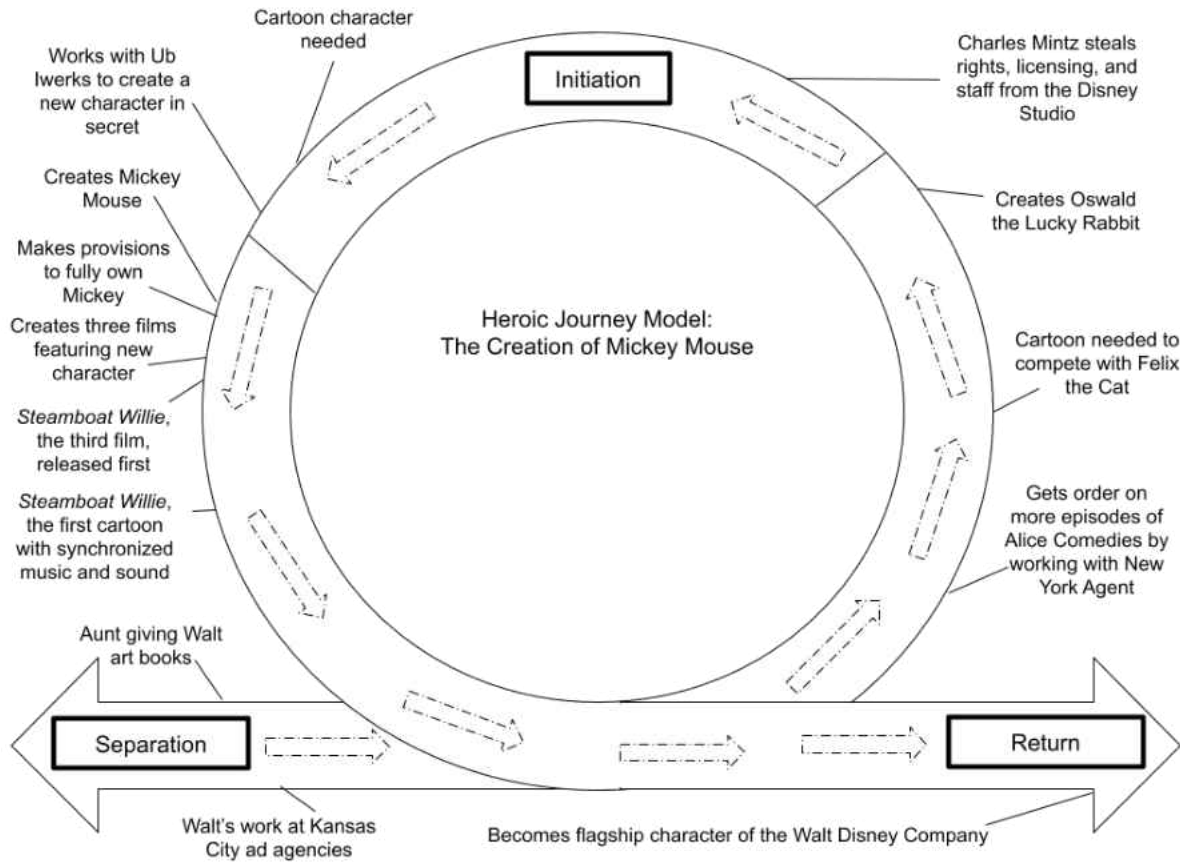 Cartoon character
needed
Works with Ub
Iwerks to create a
new character in
secret
Creates Mickey
Mouse
Makes provisions
to fully own
Mickey
Creates three films
featuring new
character
Steamboat Willie,
the third film,
released first
Steamboat Willie,
the first cartoon
with synchronized
music and sound
Aunt giving Walt
art books
Separation
Walt's work at Kansas
City ad agencies
Initiation
Heroic Journey Model:
The Creation of Mickey Mouse
Charles Mintz steals
rights, licensing, and
staff from the Disney
Studio
Creates Oswald
the Lucky Rabbit
Cartoon needed to
compete with Felix
the Cat
Gets order on
more episodes of
Alice Comedies by
working with New
York Agent
Return
Becomes flagship character of the Walt Disney Company